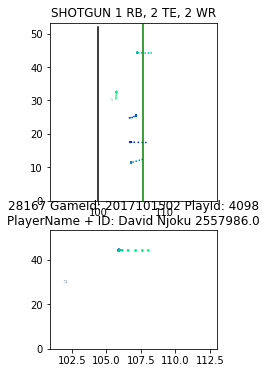 SHOTGUN 1 RB, 2 TE, 2 WR
50
40
30
20
10
0
100
110
28167 GameId: 2017101502 PlayId: 4098
PlayerName + ID: David Njoku 2557986.0
40
20
0
102.5 105.0 107.5 110.0 112.5